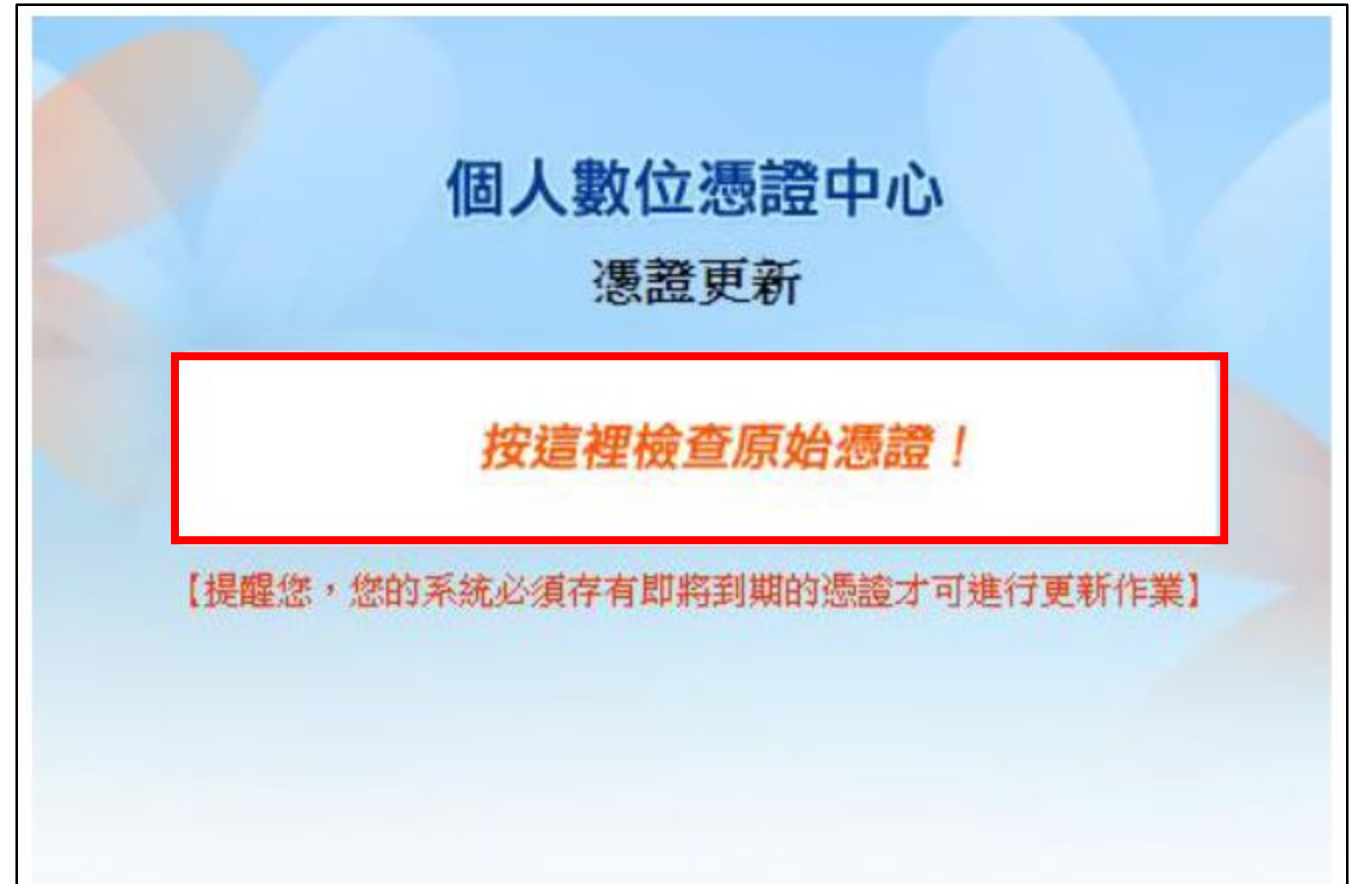 個人數位憑證中心
憑證更新
按這裡檢查原始憑證！
【提醒您，您的系統必須存有即將到期的憑證才可進行更新作業】